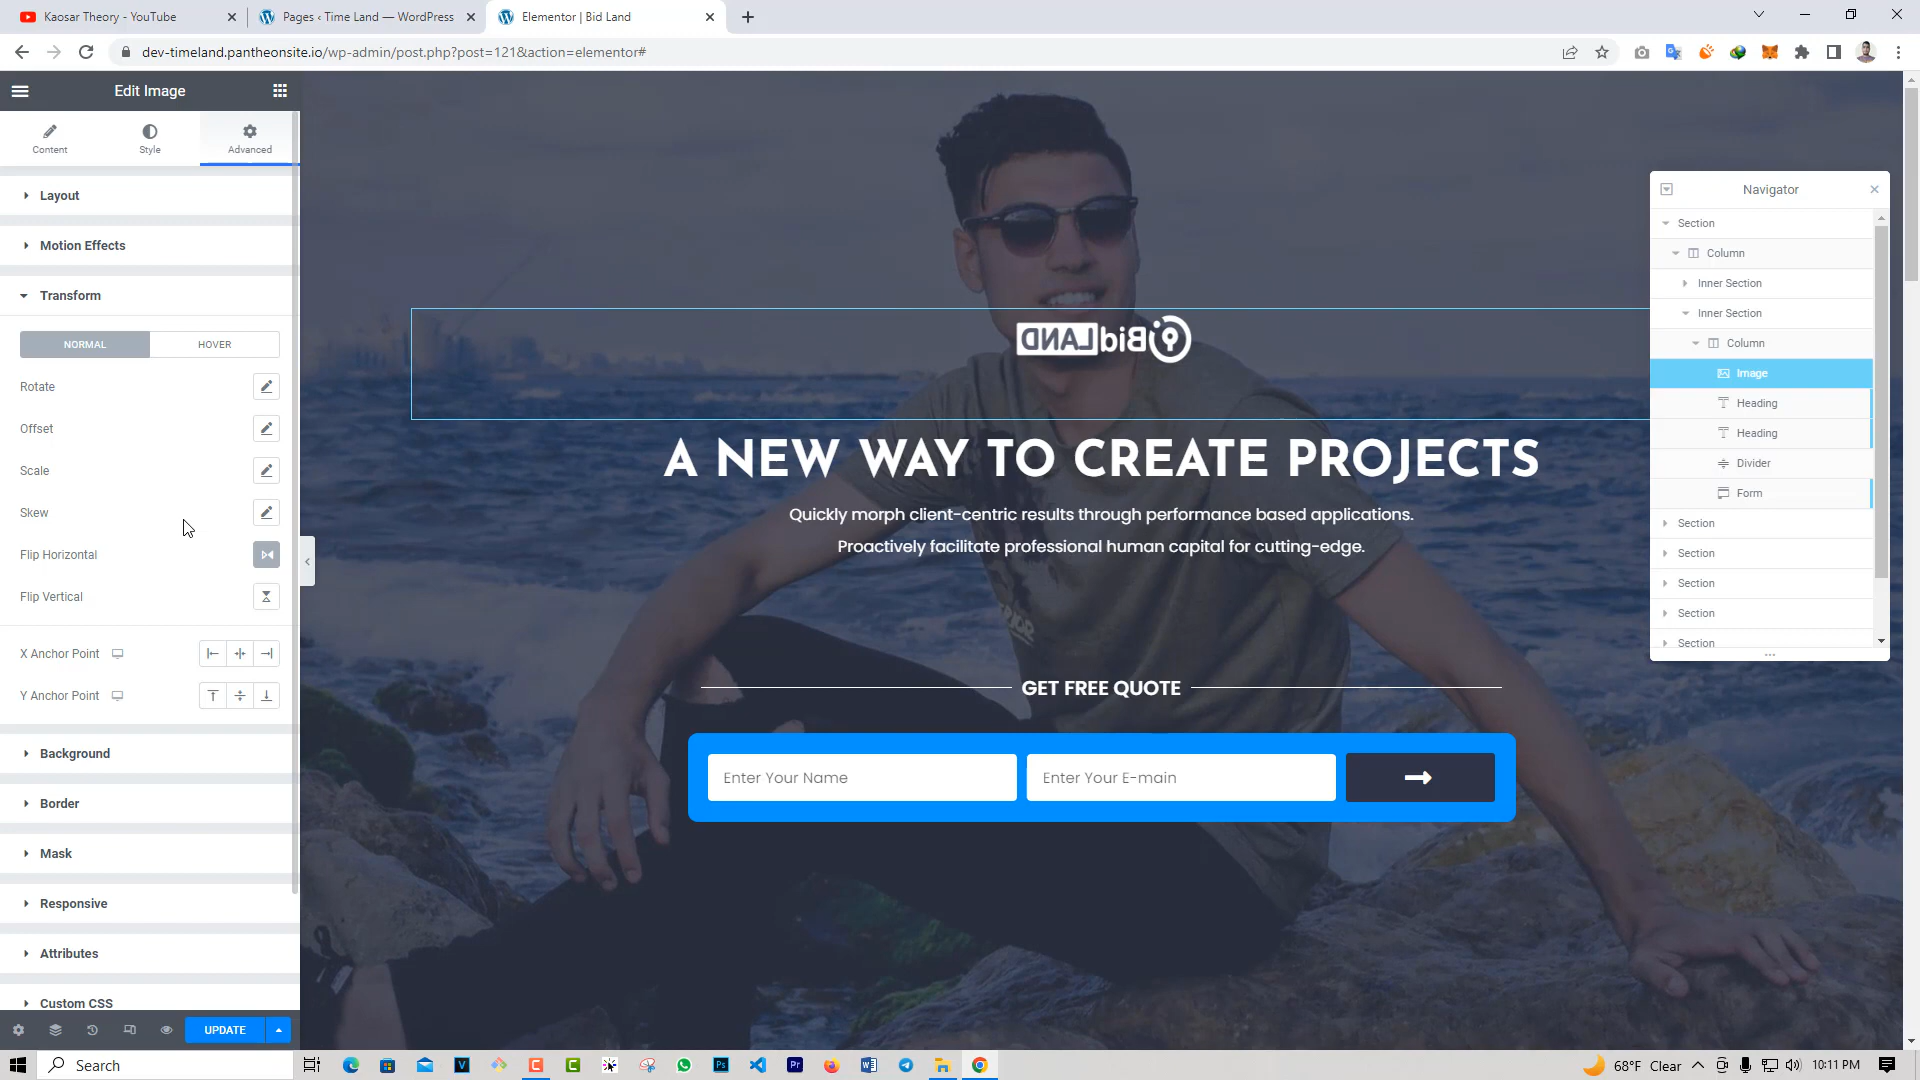 Kaosar Theory - YouTube
Pages ‹ Time Land — WordPress
Elementor | Bid Land
dev-timeland.pantheonsite.io/wp-admin/post.php?post=121&action=elementor#
Edit Image
Content
Style
Advanced
Layout
Motion Effects
Transform
NORMAL
HOVER
Rotate
Offset
Scale
Skew
Flip Horizontal
Flip Vertical
X Anchor Point
Y Anchor Point
Background
Border
Mask
Responsive
Attributes
Custom CSS
UPDATE
BidLAND
A NEW WAY TO CREATE PROJECTS
Quickly morph client-centric results through performance based applications.
Proactively facilitate professional human capital for cutting-edge.
GET FREE QUOTE
Enter Your Name
Enter Your E-main
Navigator
Section
Column
Inner Section
Inner Section
Column
Image
Heading
Heading
Divider
Form
Section
Section
Section
Section
Section
Search
68°F Clear
10:11 PM